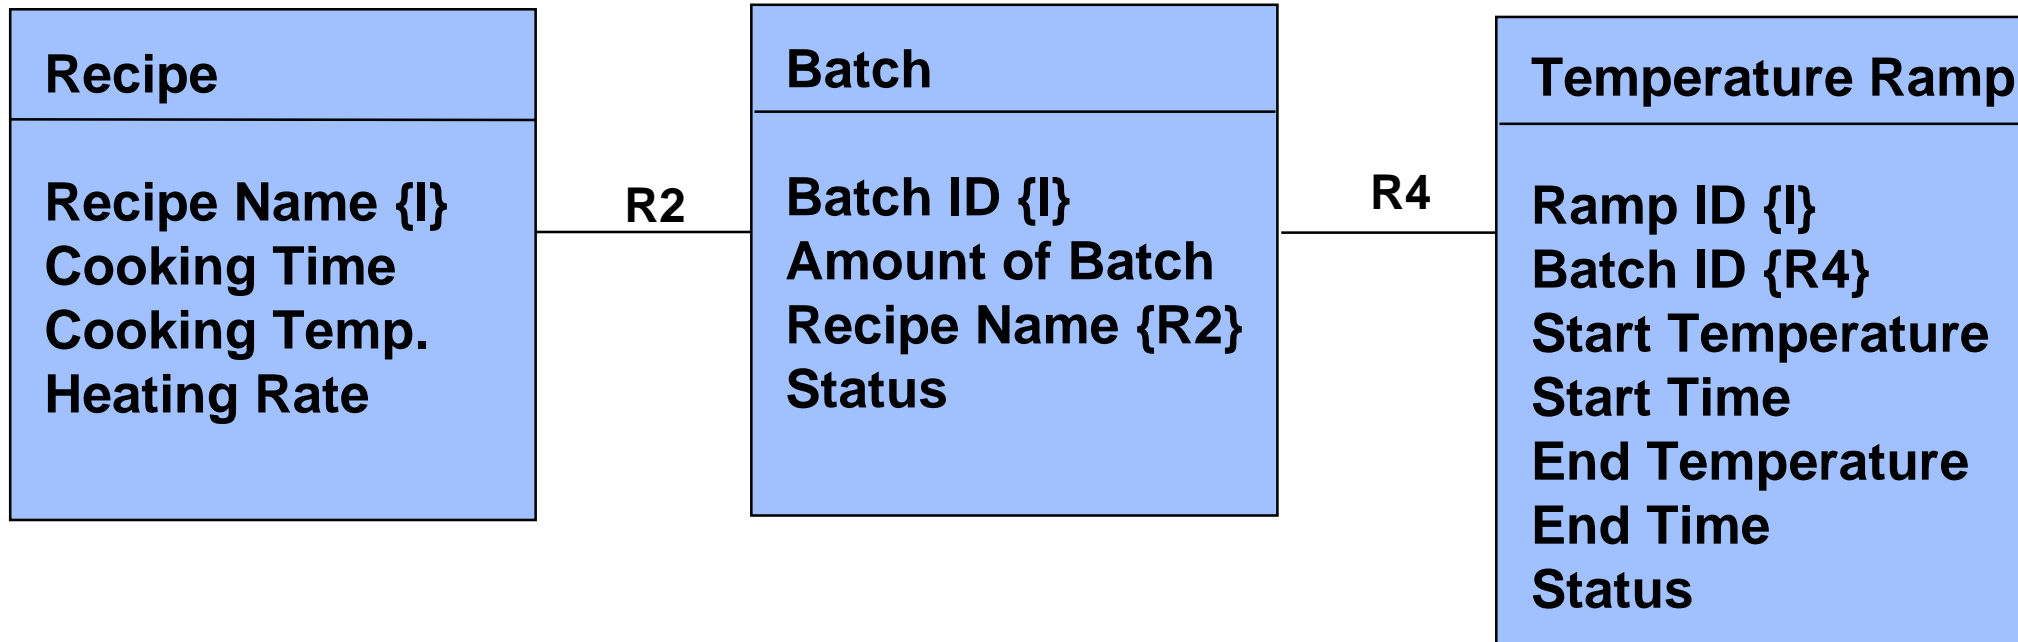 Recipe
Recipe Name {I}
Cooking Time
Cooking Temp.
Heating Rate
R2
Batch
Batch ID {I}
Amount of Batch
Recipe Name {R2}
Status
R4
Temperature Ramp
Ramp ID {I}
Batch ID {R4}
Start Temperature
Start Time
End Temperature
End Time
Status